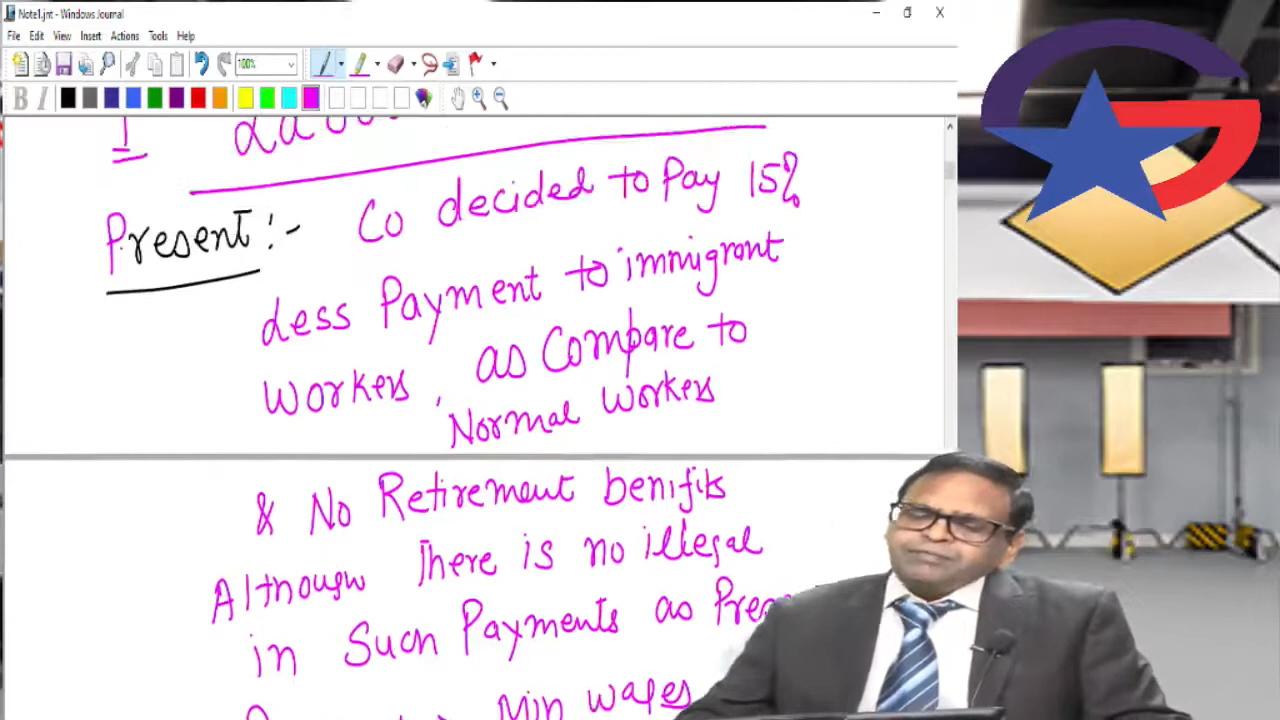 Note1.jnt - Windows Journal
File Edit View Insert Actions Tools Help
100%
B I
1
Present :- Co decided to Pay 15%
Less Payment to immigrant
Workers, as Compare to
Normal Workers
& No Retirement benifits
Although There is no illegal
in Such Payments as
Min wages